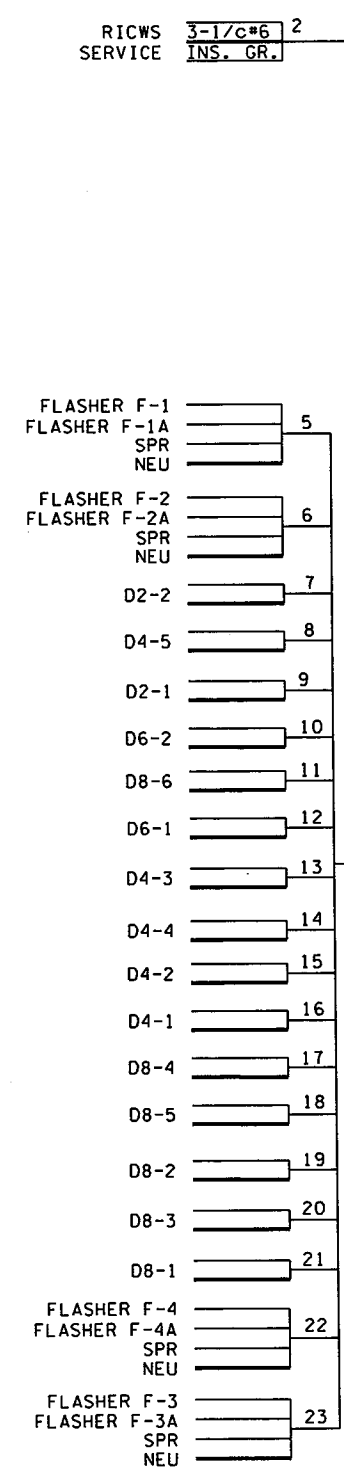 RICWS 3-1/c#6 2
SERVICE INS. GR.
FLASHER F-1
FLASHER F-1A 5
SPR
NEU
FLASHER F-2
FLASHER F-2A 6
SPR
NEU
D2-2 7
D4-5 8
D2-1 9
D6-2 10
D8-6 11
D6-1 12
D4-3 13
D4-4 14
D4-2 15
D4-1 16
D8-4 17
D8-5 18
D8-2 19
D8-3 20
D8-1 21
FLASHER F-4
FLASHER F-4A 22
SPR
NEU
FLASHER F-3
FLASHER F-3A 23
SPR
NEU